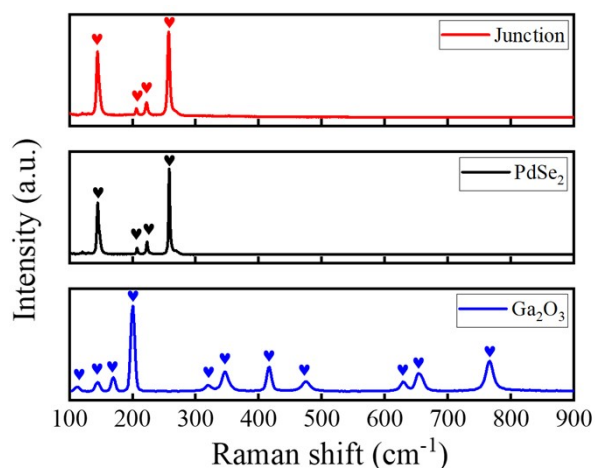 Junction
PdSe₂
Ga₂O₃
Intensity (a.u.)
100 200 300 400 500 600 700 800 900
Raman shift (cm⁻¹)